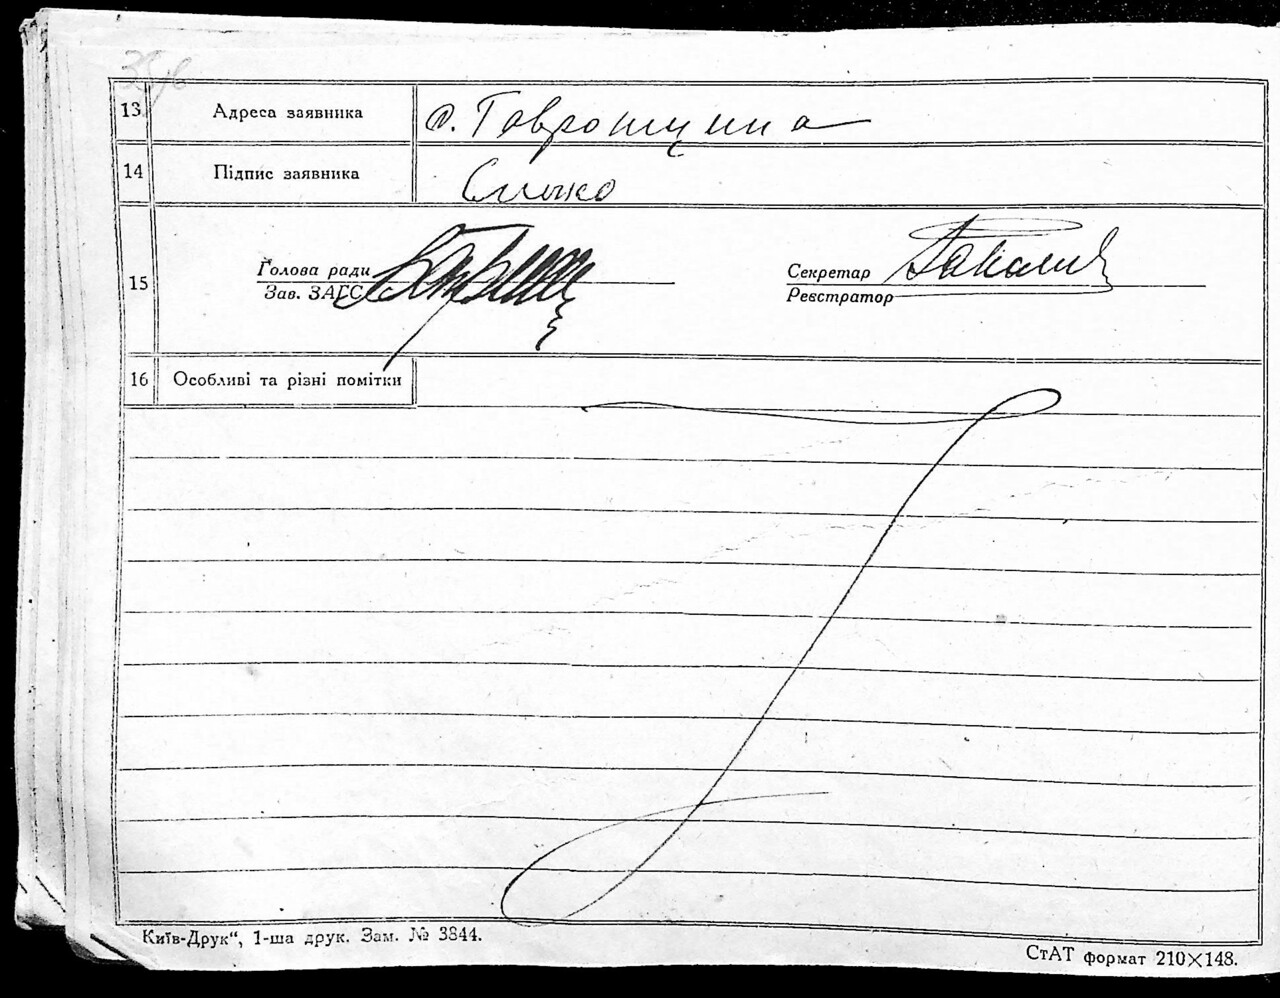 13 Адреса заявника с. Гавронщина
14 Підпис заявника
15 Голова ради
Зав. ЗАГС
Секретар
Реєстратор
16 Особливі та різні помітки
Київ-Друк“, 1-ша друк. Зам. № 3844.
СтАТ формат 210×148.